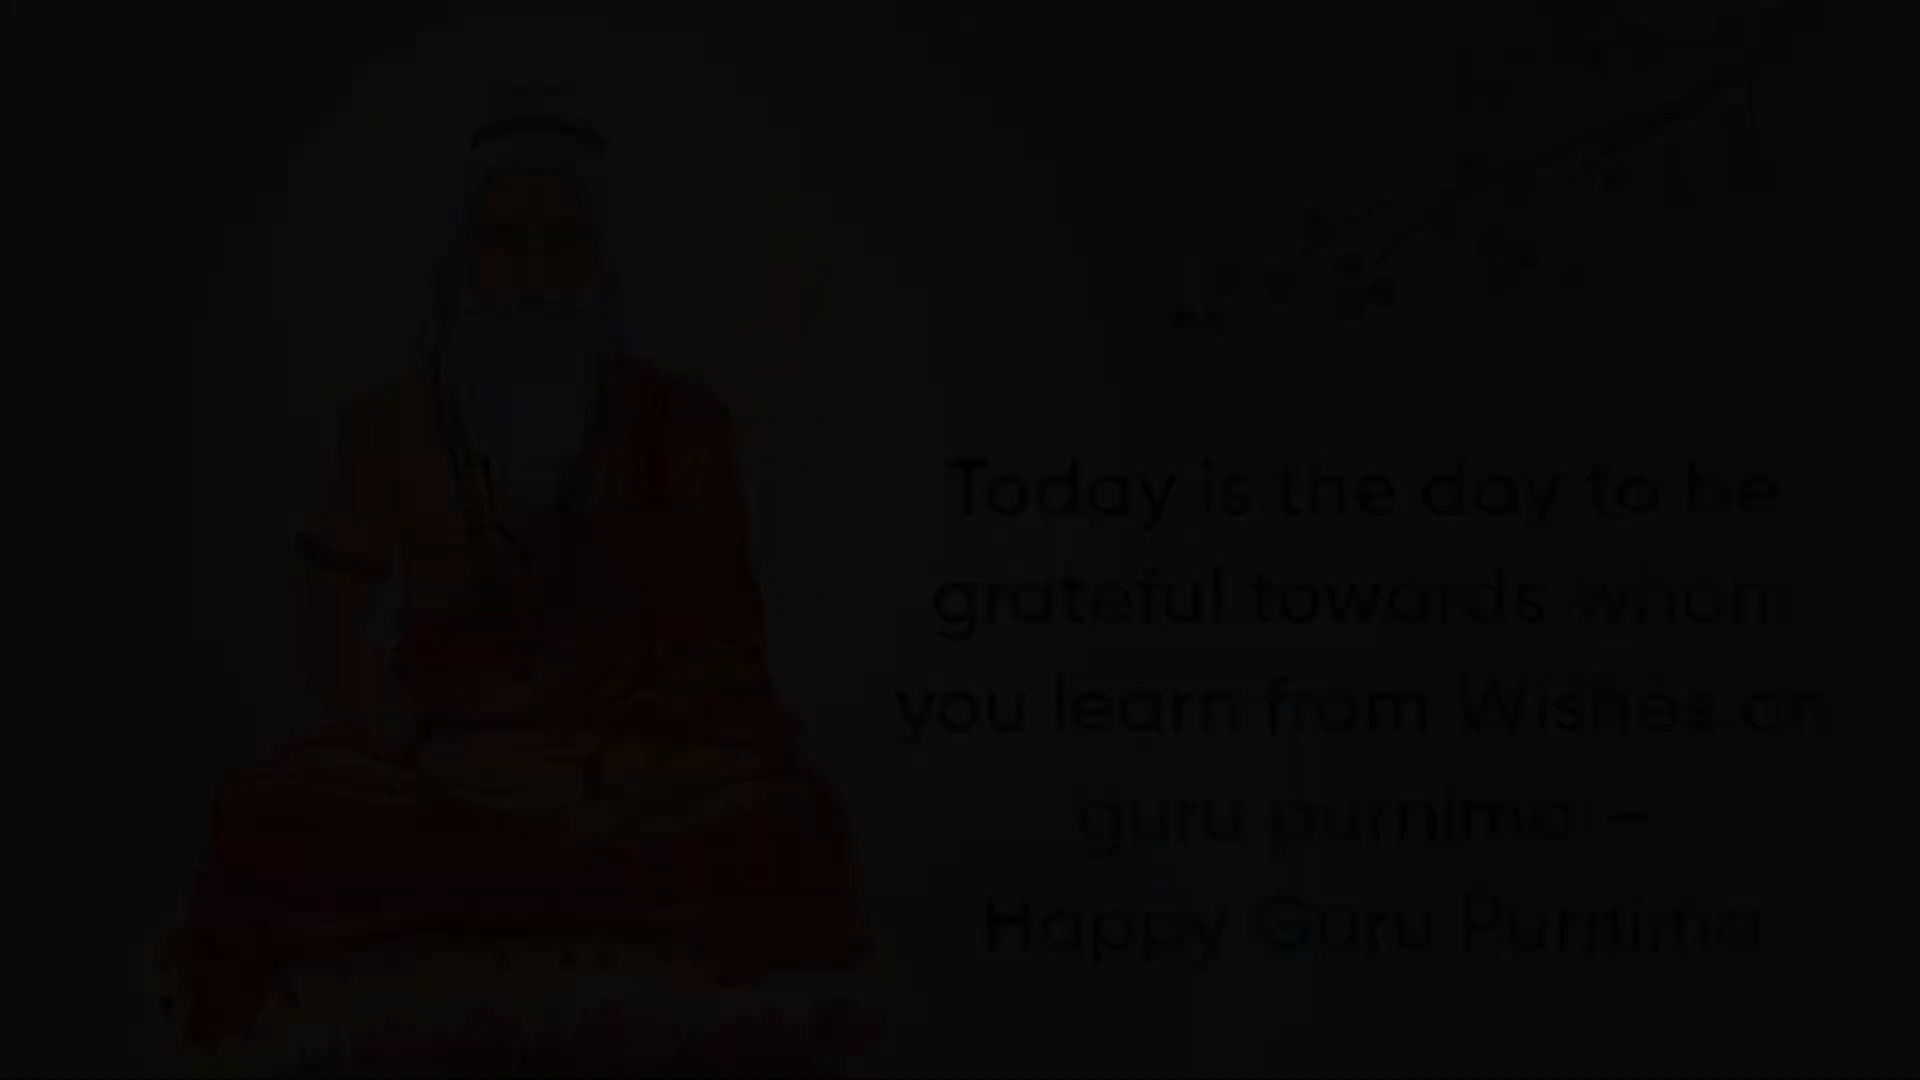 Today is the day to be
grateful towards whom
you learn from Wishes on
guru purnima –
Happy Guru Purnima